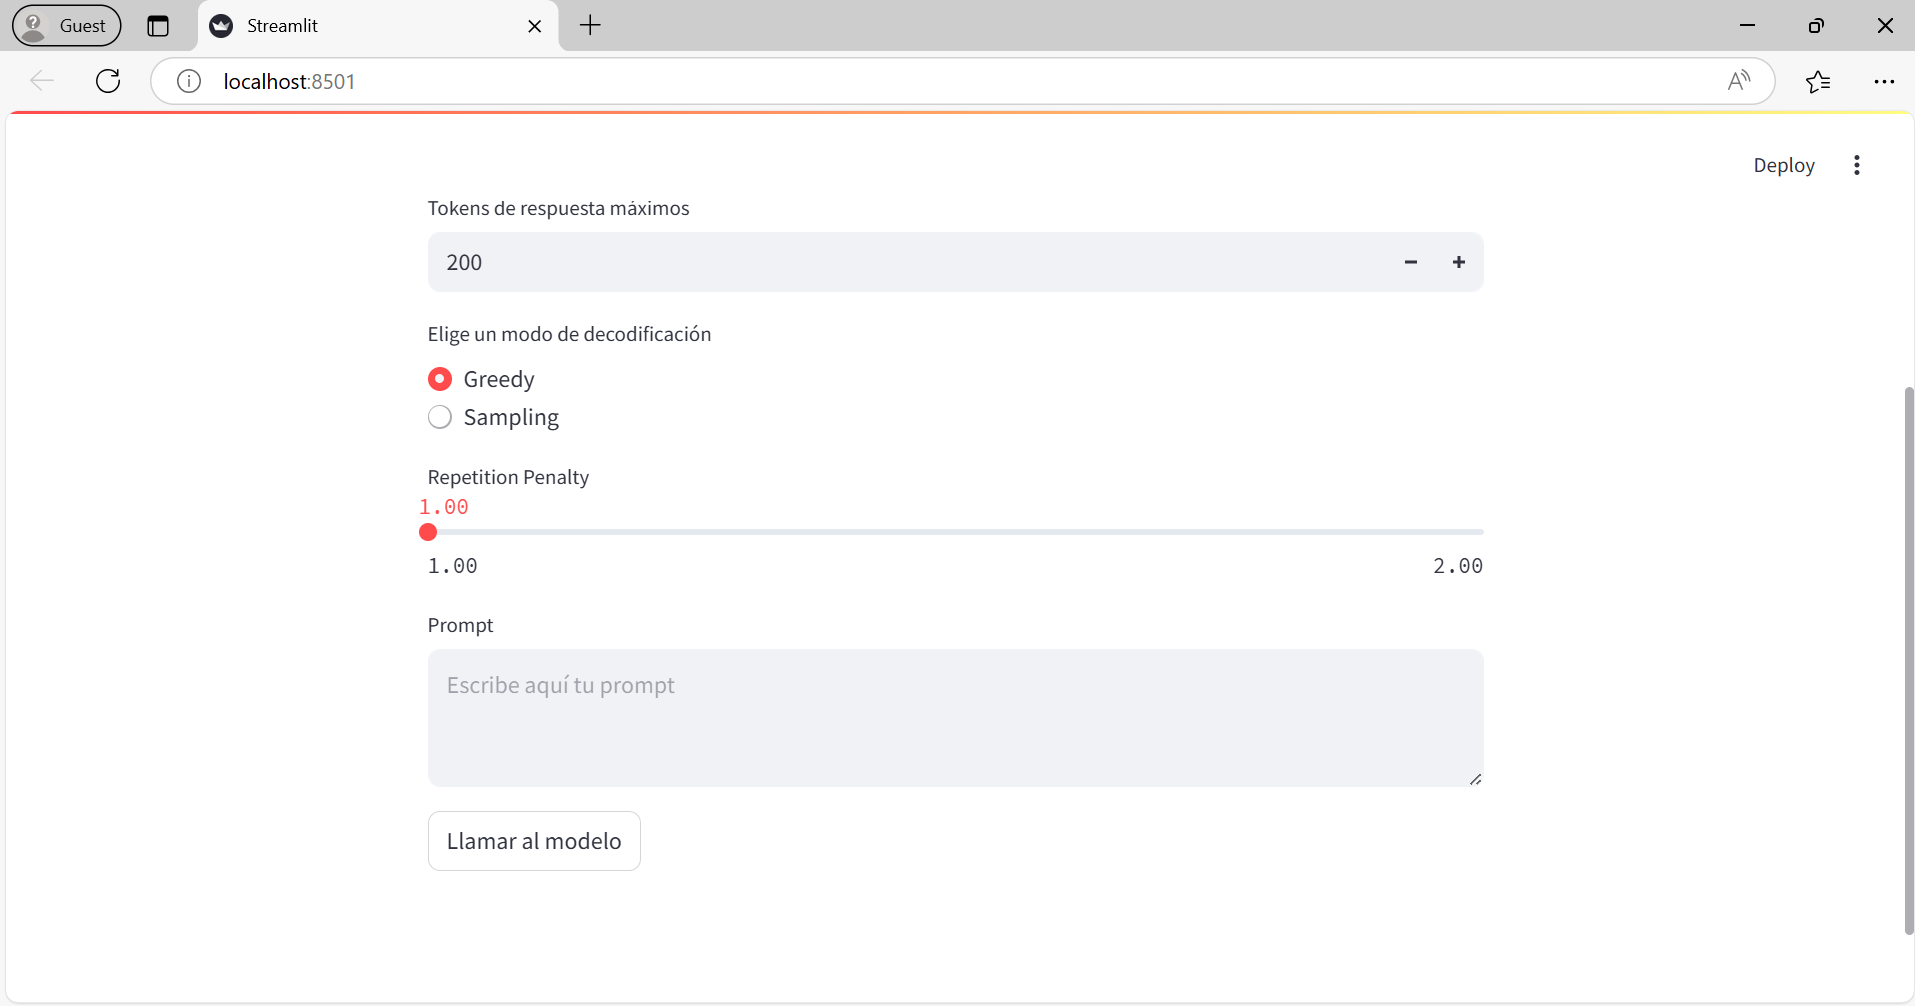 Guest
Streamlit
localhost:8501
Deploy
Tokens de respuesta máximos
200
Elige un modo de decodificación
Greedy
Sampling
Repetition Penalty
1.00
1.00 2.00
Prompt
Escribe aquí tu prompt
Llamar al modelo